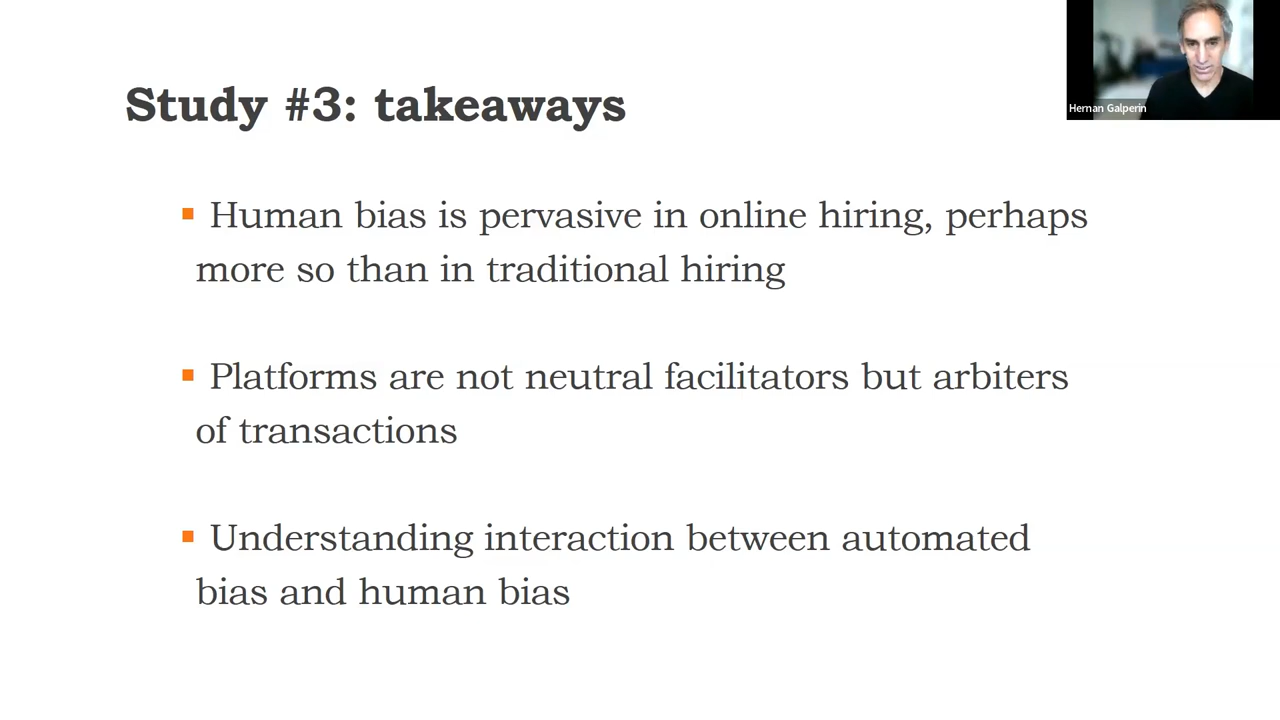 Study #3: takeaways
Hernan Galperin
▪ Human bias is pervasive in online hiring, perhaps
more so than in traditional hiring
▪ Platforms are not neutral facilitators but arbiters
of transactions
▪ Understanding interaction between automated
bias and human bias